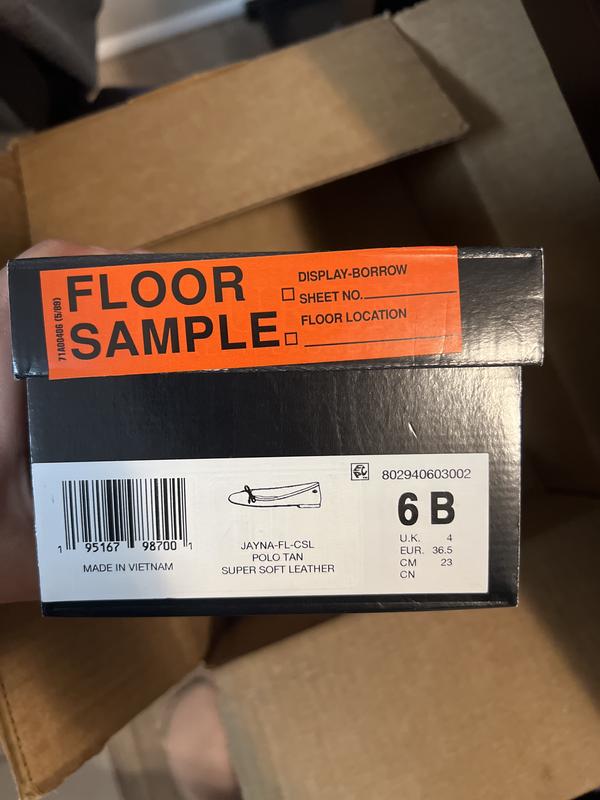 FLOOR
SAMPLE
DISPLAY-BORROW
SHEET NO.
FLOOR LOCATION
71A00406 (5/89)
802940603002
6 B
U.K. 4
EUR. 36.5
CM 23
CN
1 95167 98700 1
MADE IN VIETNAM
JAYNA-FL-CSL
POLO TAN
SUPER SOFT LEATHER